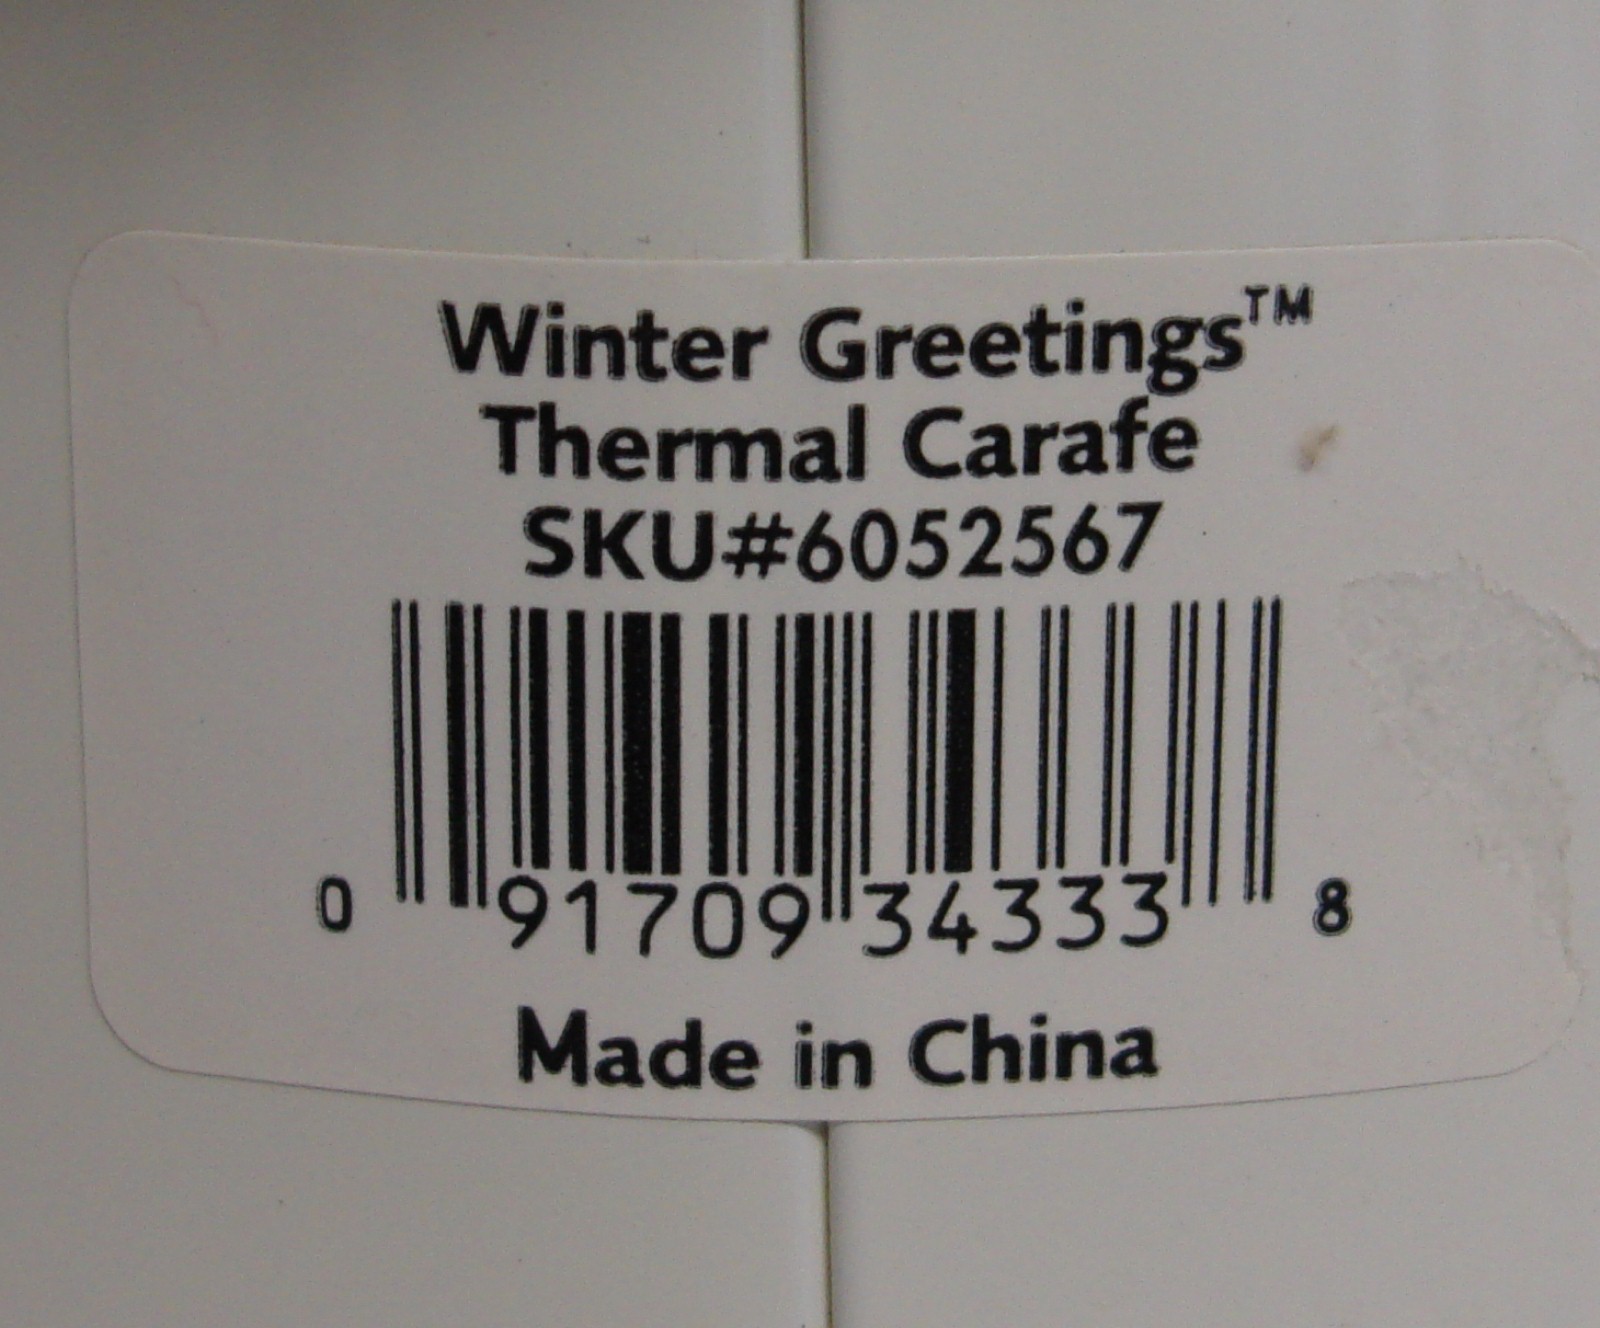 Winter Greetings™
Thermal Carafe
SKU#6052567
0 91709 34333 8
Made in China